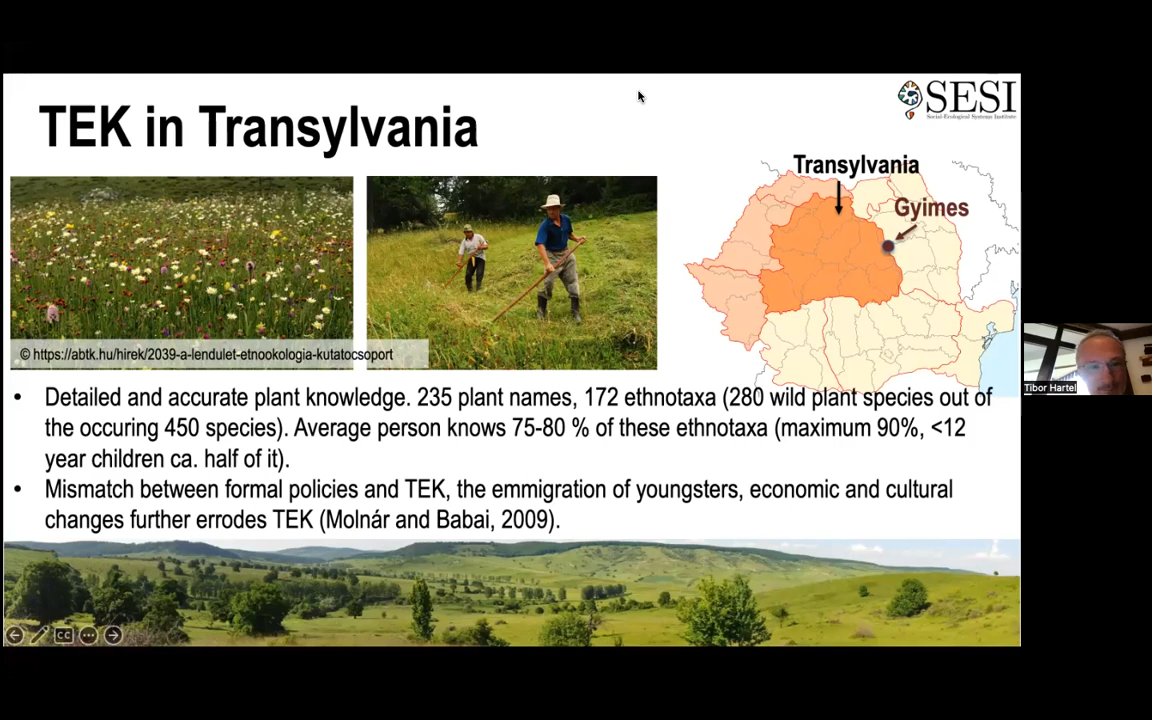 TEK in Transylvania
SESI
Social-Ecological Systems Institute
Transylvania
Gyimes
© https://abtk.hu/hirek/2039-a-lendulet-etnookologia-kutatocsoport
• Detailed and accurate plant knowledge. 235 plant names, 172 ethnotaxa (280 wild plant species out of
the occuring 450 species). Average person knows 75-80 % of these ethnotaxa (maximum 90%, <12
year children ca. half of it).
• Mismatch between formal policies and TEK, the emmigration of youngsters, economic and cultural
changes further errodes TEK (Molnár and Babai, 2009).
Tibor Hartel
CC